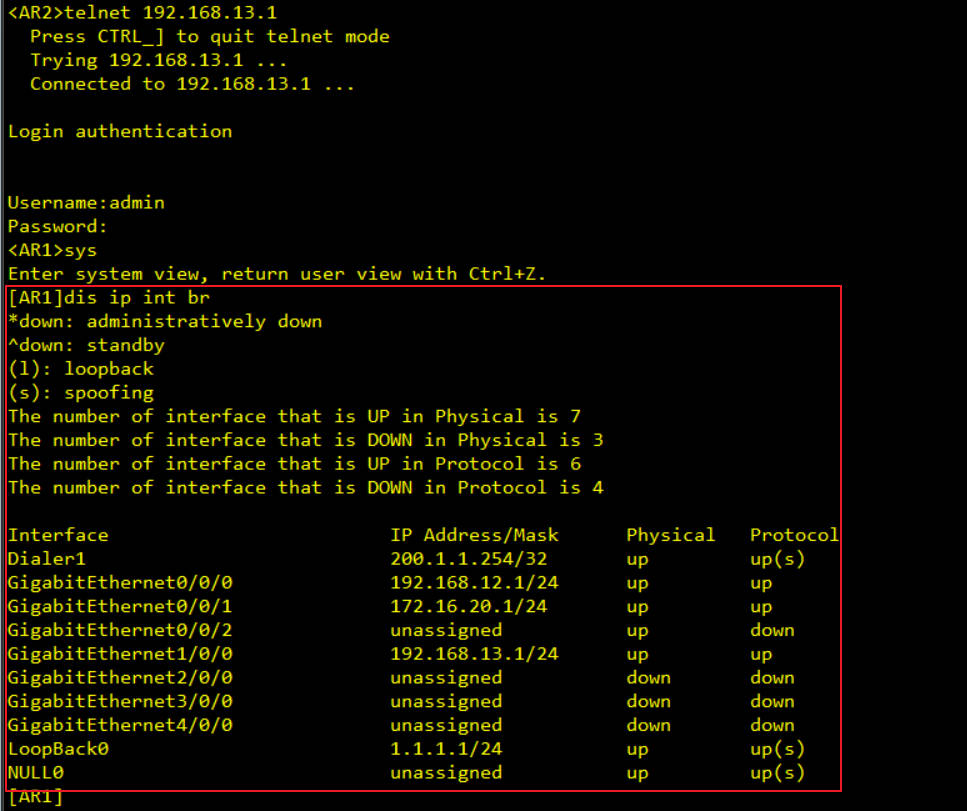 <AR2>telnet 192.168.13.1
  Press CTRL_] to quit telnet mode
  Trying 192.168.13.1 ...
  Connected to 192.168.13.1 ...

Login authentication


Username:admin
Password:
<AR1>sys
Enter system view, return user view with Ctrl+Z.
[AR1]dis ip int br
*down: administratively down
^down: standby
(l): loopback
(s): spoofing
The number of interface that is UP in Physical is 7
The number of interface that is DOWN in Physical is 3
The number of interface that is UP in Protocol is 6
The number of interface that is DOWN in Protocol is 4

Interface                         IP Address/Mask      Physical   Protocol
Dialer1                           200.1.1.254/32       up         up(s)
GigabitEthernet0/0/0              192.168.12.1/24      up         up
GigabitEthernet0/0/1              172.16.20.1/24       up         up
GigabitEthernet0/0/2              unassigned           up         down
GigabitEthernet1/0/0              192.168.13.1/24      up         up
GigabitEthernet2/0/0              unassigned           down       down
GigabitEthernet3/0/0              unassigned           down       down
GigabitEthernet4/0/0              unassigned           down       down
LoopBack0                         1.1.1.1/24           up         up(s)
NULL0                             unassigned           up         up(s)
[AR1]